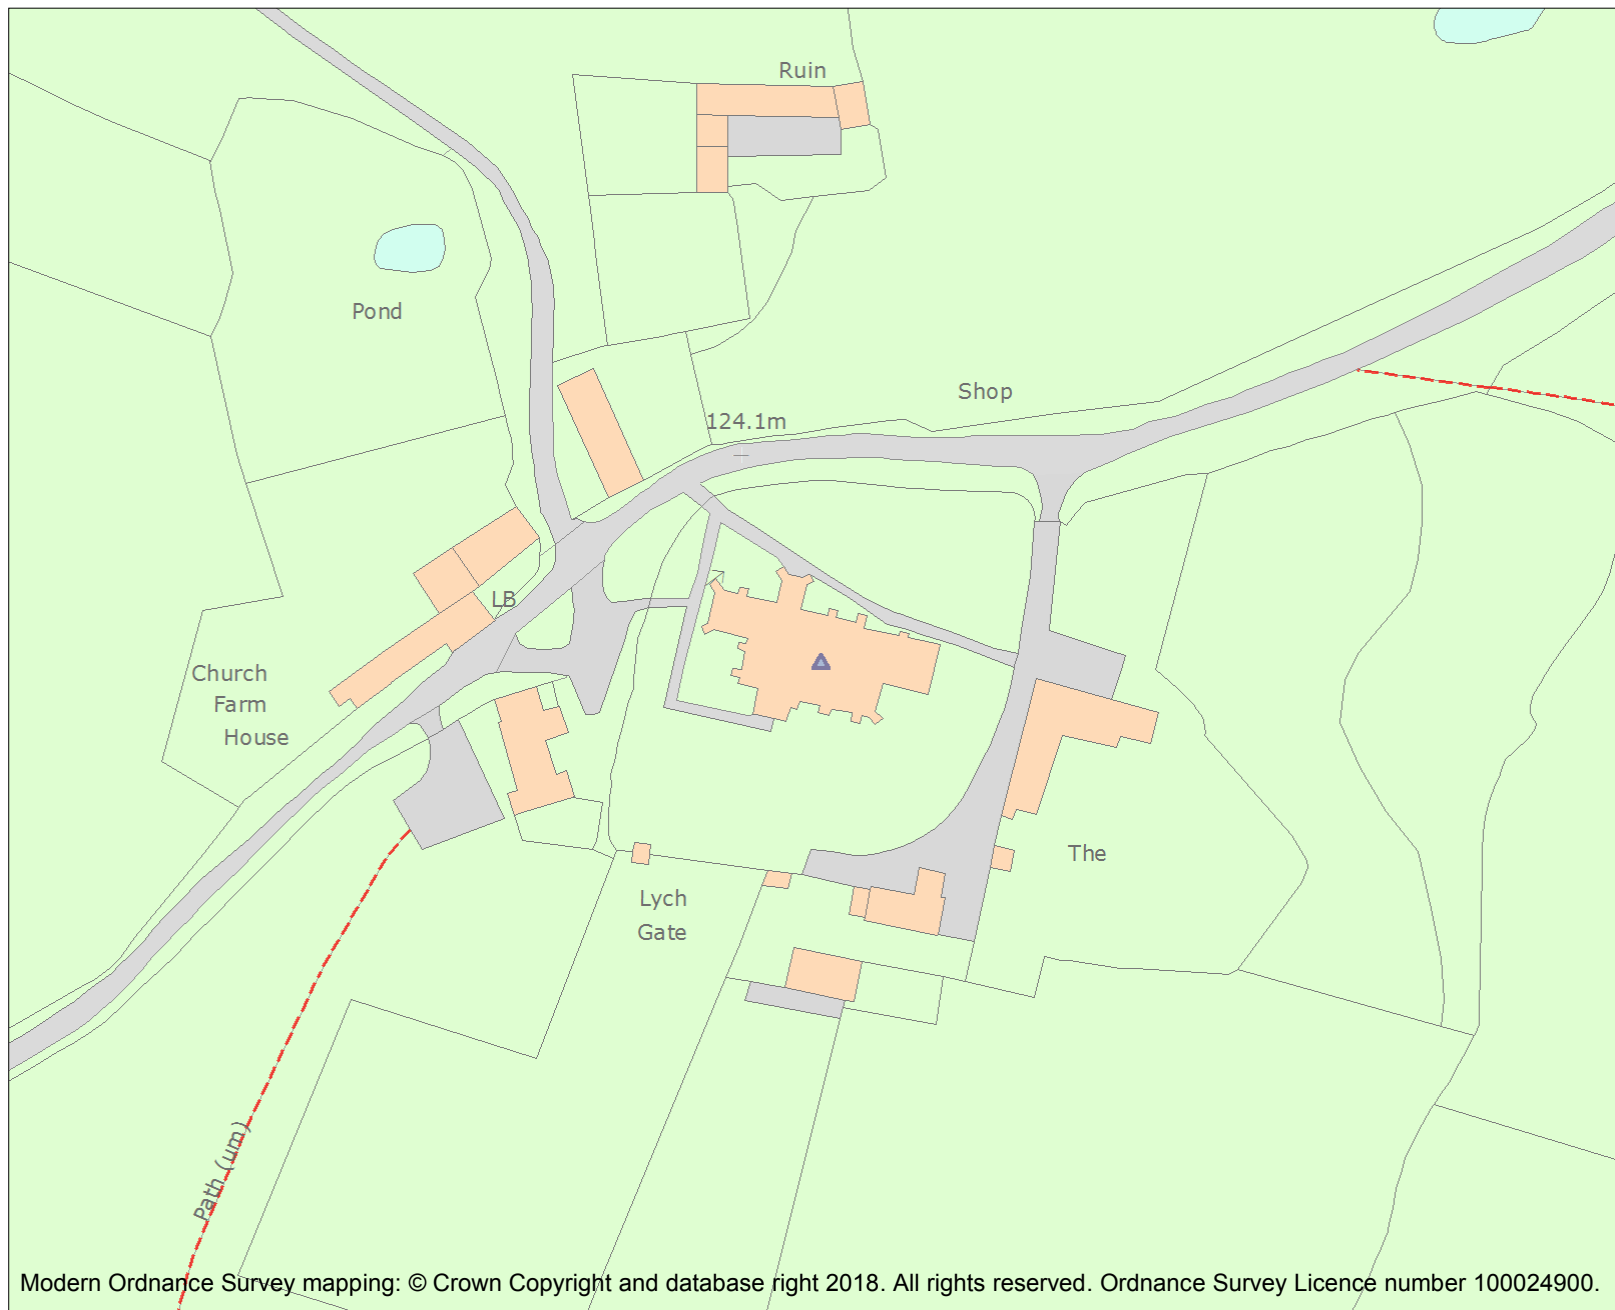 Ruin
Pond
Shop
124.1m
LB
Church
Farm
House
The
Lych
Gate
Path (um)
Modern Ordnance Survey mapping: © Crown Copyright and database right 2018. All rights reserved. Ordnance Survey Licence number 100024900.